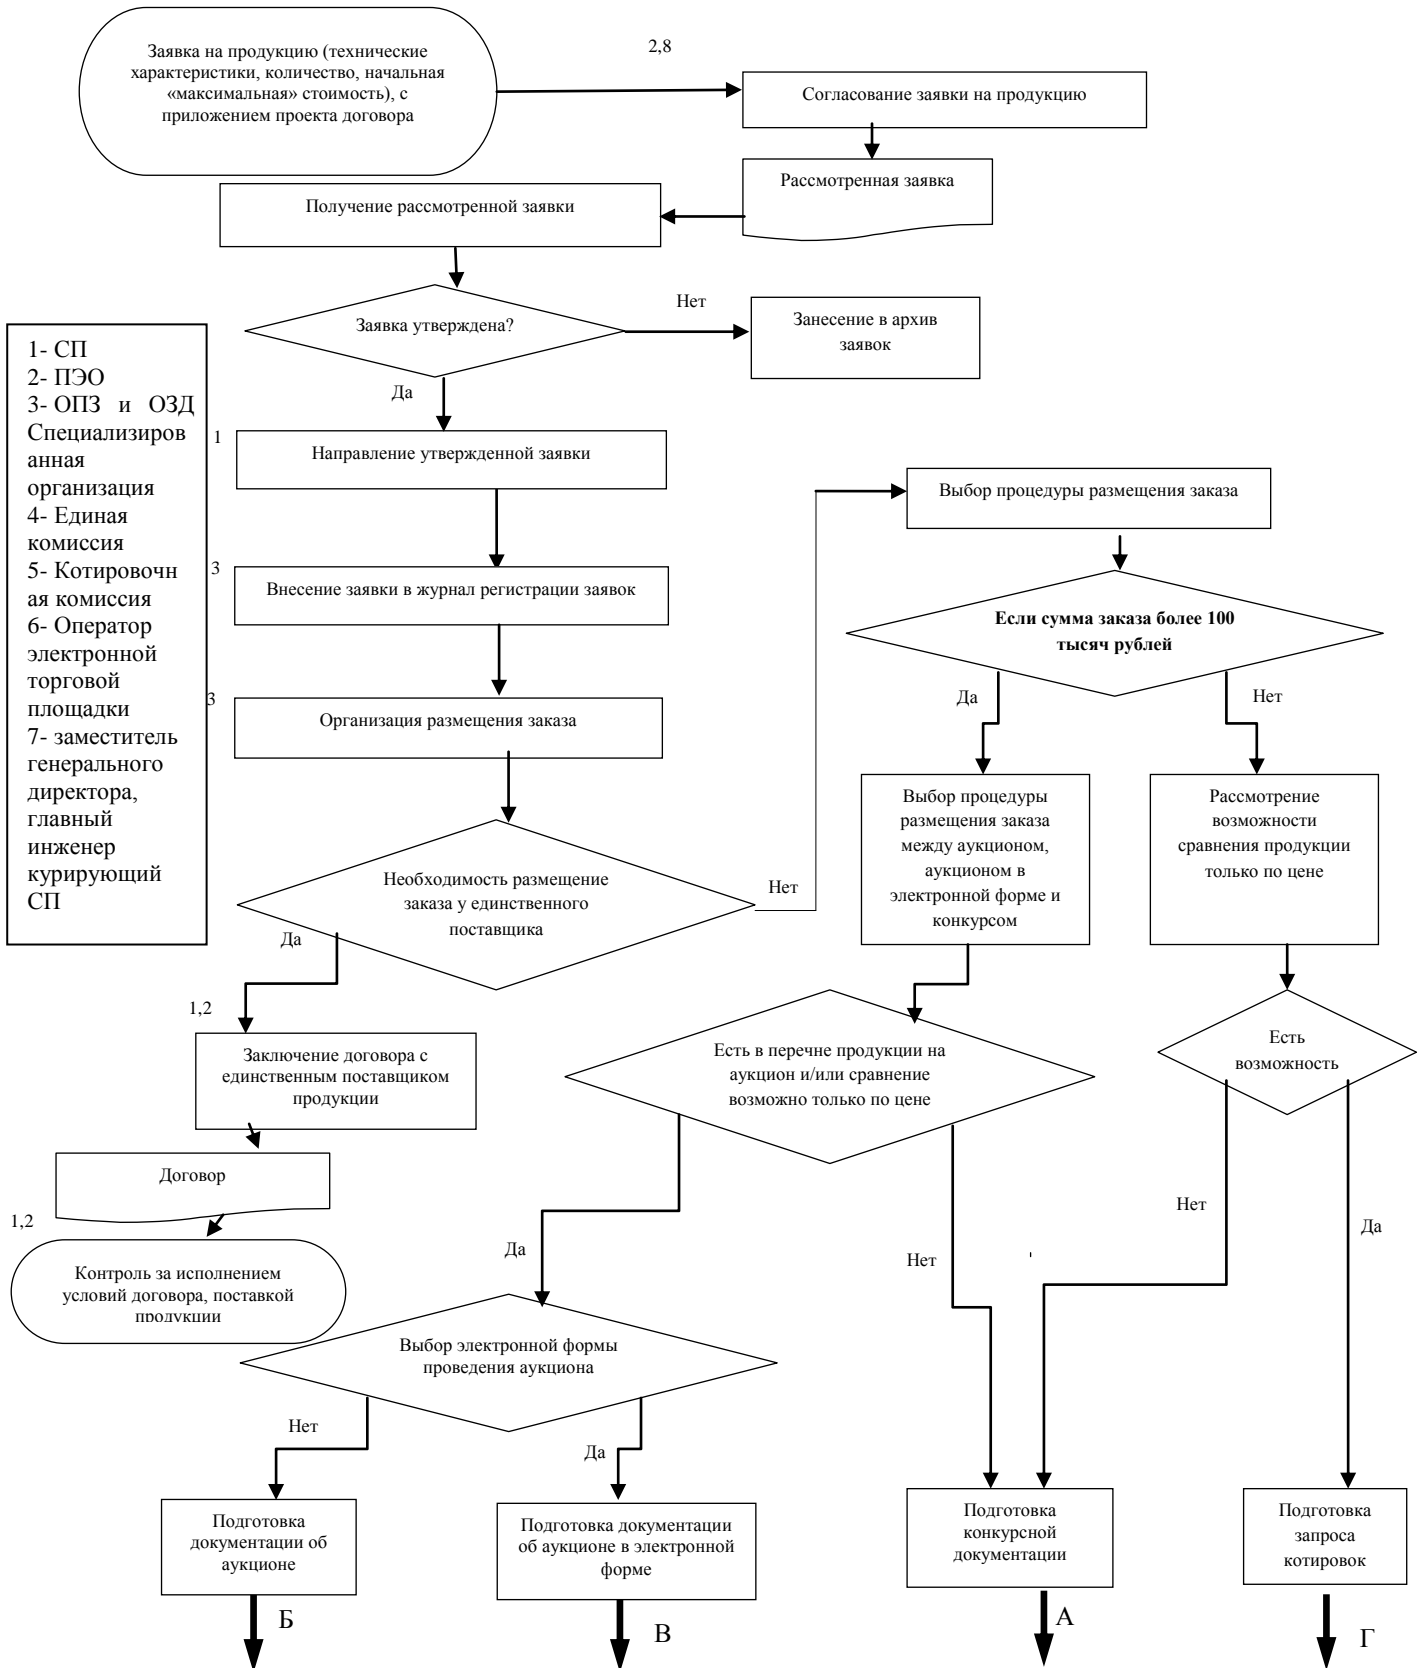 Заявка на продукцию (технические
характеристики, количество, начальная
«максимальная» стоимость), с
приложением проекта договора
2,8
Согласование заявки на продукцию
Рассмотренная заявка
Получение рассмотренной заявки
Заявка утверждена?
Нет
Занесение в архив
заявок
Да
1- СП
2- ПЭО
3- ОПЗ и ОЗД
Специализиров
анная
организация
4- Единая
комиссия
5- Котировочн
ая комиссия
6- Оператор
электронной
торговой
площадки
7- заместитель
генерального
директора,
главный
инженер
курирующий
СП
1
Направление утвержденной заявки
3
Внесение заявки в журнал регистрации заявок
3
Организация размещения заказа
Необходимость размещение
заказа у единственного
поставщика
Нет
Да
Выбор процедуры размещения заказа
Если сумма заказа более 100
тысяч рублей
Да
Нет
Выбор процедуры
размещения заказа
между аукционом,
аукционом в
электронной форме и
конкурсом
Рассмотрение
возможности
сравнения продукции
только по цене
1,2
Заключение договора с
единственным поставщиком
продукции
Договор
1,2
Контроль за исполнением
условий договора, поставкой
продукции
Есть в перечне продукции на
аукцион и/или сравнение
возможно только по цене
Есть
возможность
Да
Нет
Нет
Да
Выбор электронной формы
проведения аукциона
Нет
Да
Подготовка
документации об
аукционе
Подготовка документации
об аукционе в электронной
форме
Подготовка
конкурсной
документации
Подготовка
запроса
котировок
Б
В
А
Г